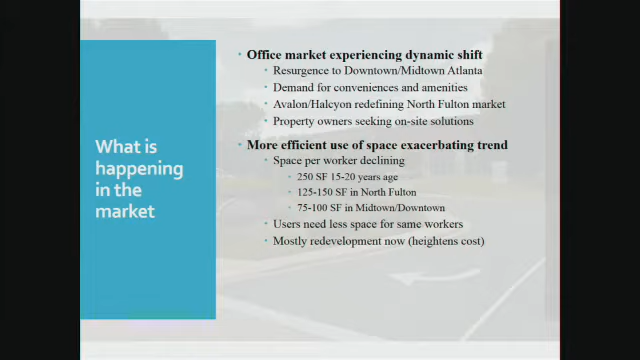 What is
happening
in the
market
• Office market experiencing dynamic shift
• Resurgence to Downtown/Midtown Atlanta
• Demand for conveniences and amenities
• Avalon/Halcyon redefining North Fulton market
• Property owners seeking on-site solutions
• More efficient use of space exacerbating trend
• Space per worker declining
• 250 SF 15-20 years age
• 125-150 SF in North Fulton
• 75-100 SF in Midtown/Downtown
• Users need less space for same workers
• Mostly redevelopment now (heightens cost)